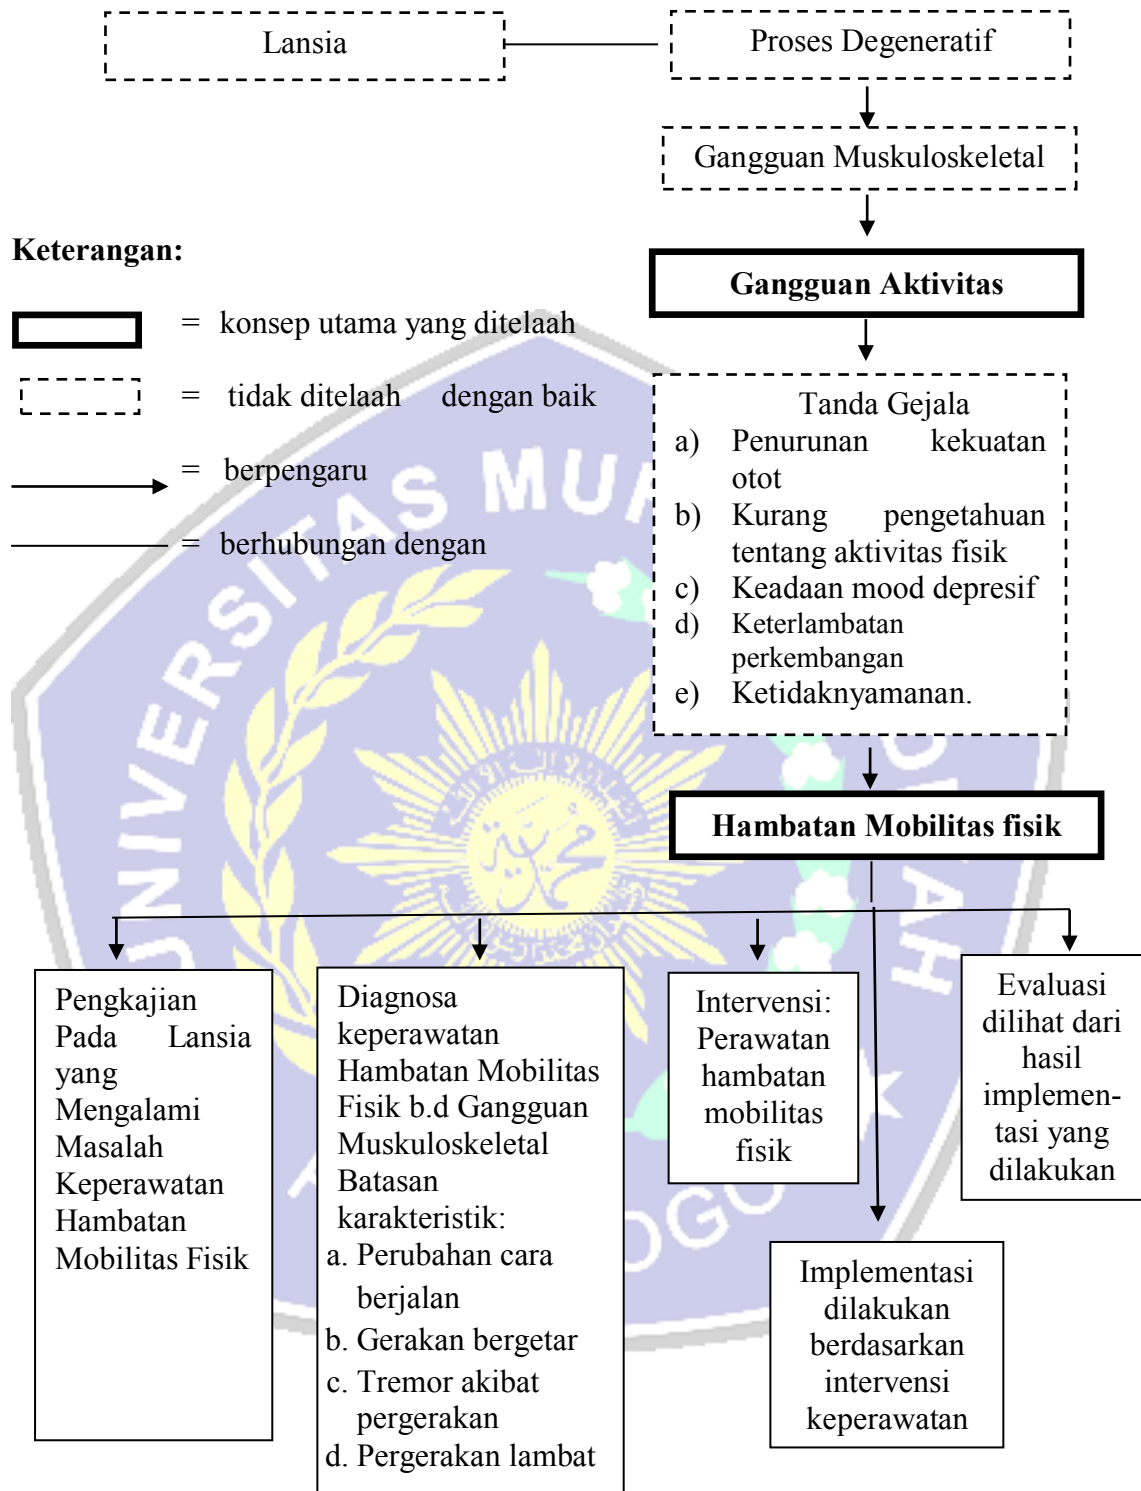 Lansia
Proses Degeneratif
Gangguan Muskuloskeletal
Keterangan:
Gangguan Aktivitas
= konsep utama yang ditelaah
= tidak ditelaah dengan baik
= berpengaru
= berhubungan dengan
Tanda Gejala
a) Penurunan kekuatan
otot
b) Kurang pengetahuan
tentang aktivitas fisik
c) Keadaan mood depresif
d) Keterlambatan
perkembangan
e) Ketidaknyamanan.
Hambatan Mobilitas fisik
Pengkajian
Pada Lansia
yang
Mengalami
Masalah
Keperawatan
Hambatan
Mobilitas Fisik
Diagnosa
keperawatan
Hambatan Mobilitas
Fisik b.d Gangguan
Muskuloskeletal
Batasan
karakteristik:
a. Perubahan cara
berjalan
b. Gerakan bergetar
c. Tremor akibat
pergerakan
d. Pergerakan lambat
Intervensi:
Perawatan
hambatan
mobilitas
fisik
Implementasi
dilakukan
berdasarkan
intervensi
keperawatan
Evaluasi
dilihat dari
hasil
implemen-
tasi yang
dilakukan
UNIVERSITAS MU